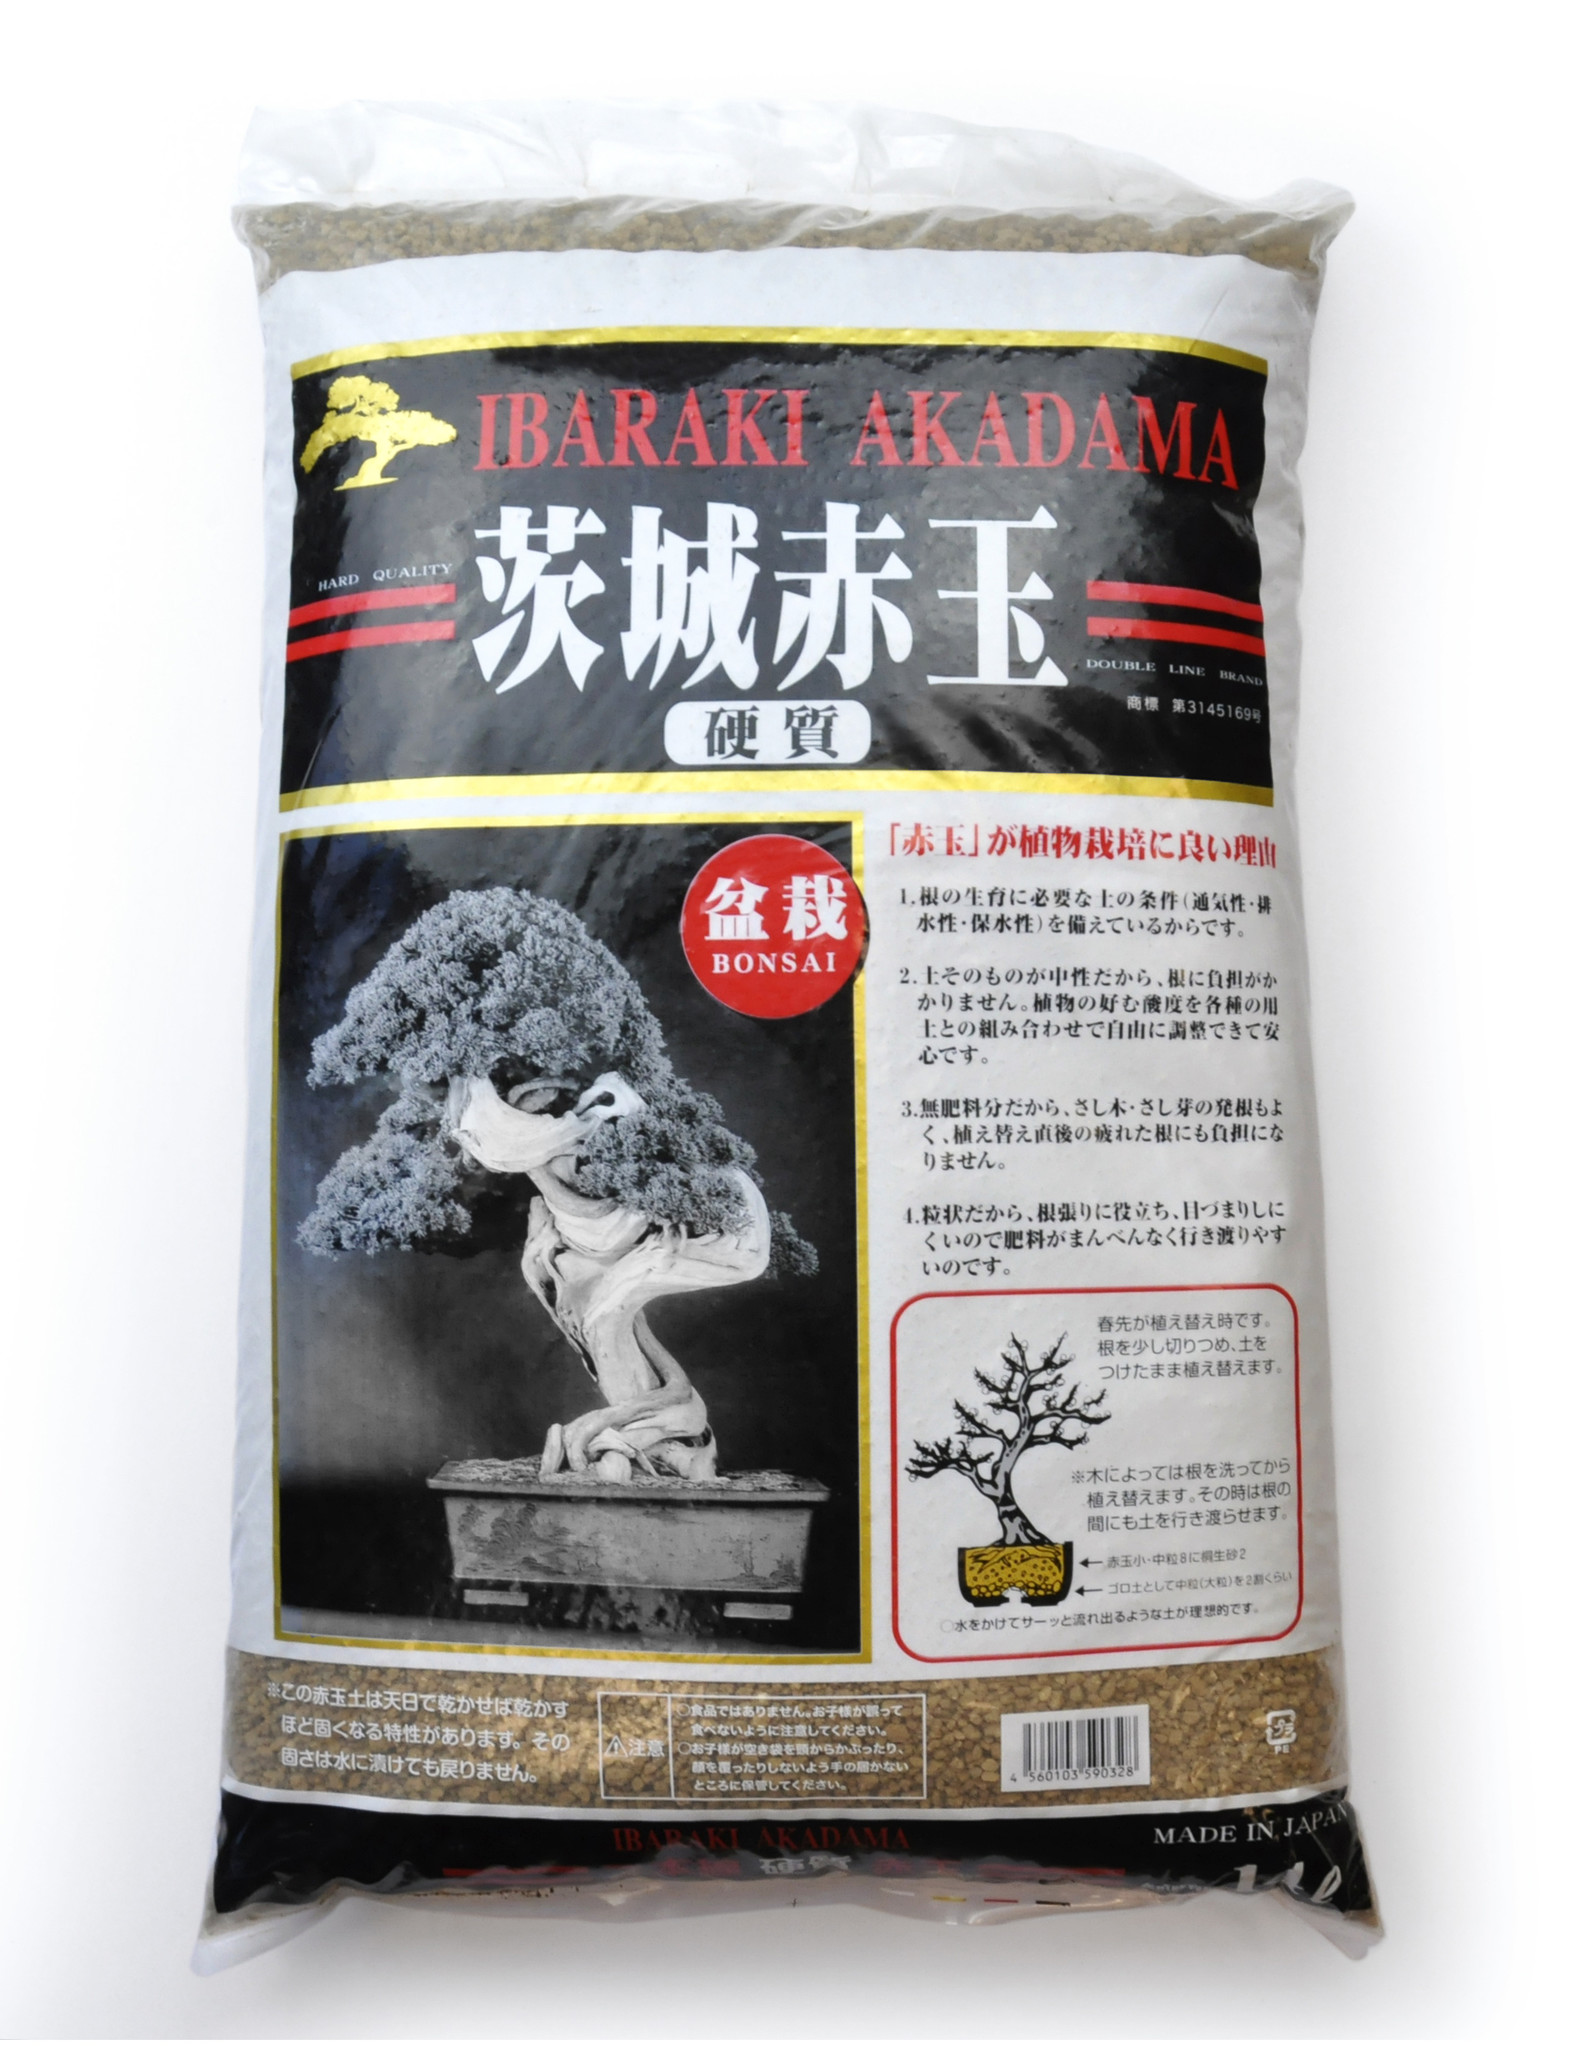 IBARAKI AKADAMA
茨城赤玉
HARD QUALITY
DOUBLE LINE BRAND
商標 第3145169号
硬質
盆栽
BONSAI
「赤玉」が植物栽培に良い理由
1.根の生育に必要な土の条件(通気性・排
水性・保水性)を備えているからです。
2.土そのものが中性だから、根に負担がか
かりません。植物の好む酸度を各種の用
土との組み合わせで自由に調整できて安
心です。
3.無肥料分だから、さし木・さし芽の発根もよ
く、植え替え直後の疲れた根にも負担にな
りません。
4.粒状だから、根張りに役立ち、目づまりしに
くいので肥料がまんべんなく行き渡りやす
いのです。
春先が植え替え時です。
根を少し切りつめ、土を
つけたまま植え替えます。
※木によっては根を洗ってから
植え替えます。その時は根の
間にも土を行き渡らせます。
赤玉小・中粒8に桐生砂2
ゴロ土として中粒(大粒)を2割くらい
○水をかけてサーッと流れ出るような土が理想的です。
※この赤玉土は天日で乾かせば乾かす
ほど固くなる特性があります。その
固さは水に漬けても戻りません。
注意
○食品ではありません。お子様が誤って
食べないように注意してください。
○お子様が空き袋を頭からかぶったり、
顔を覆ったりしないよう手の届かない
ところに保管してください。
4 560103 590328
プラ
PE
IBARAKI AKADAMA
硬質
MADE IN JAPAN
14ℓ